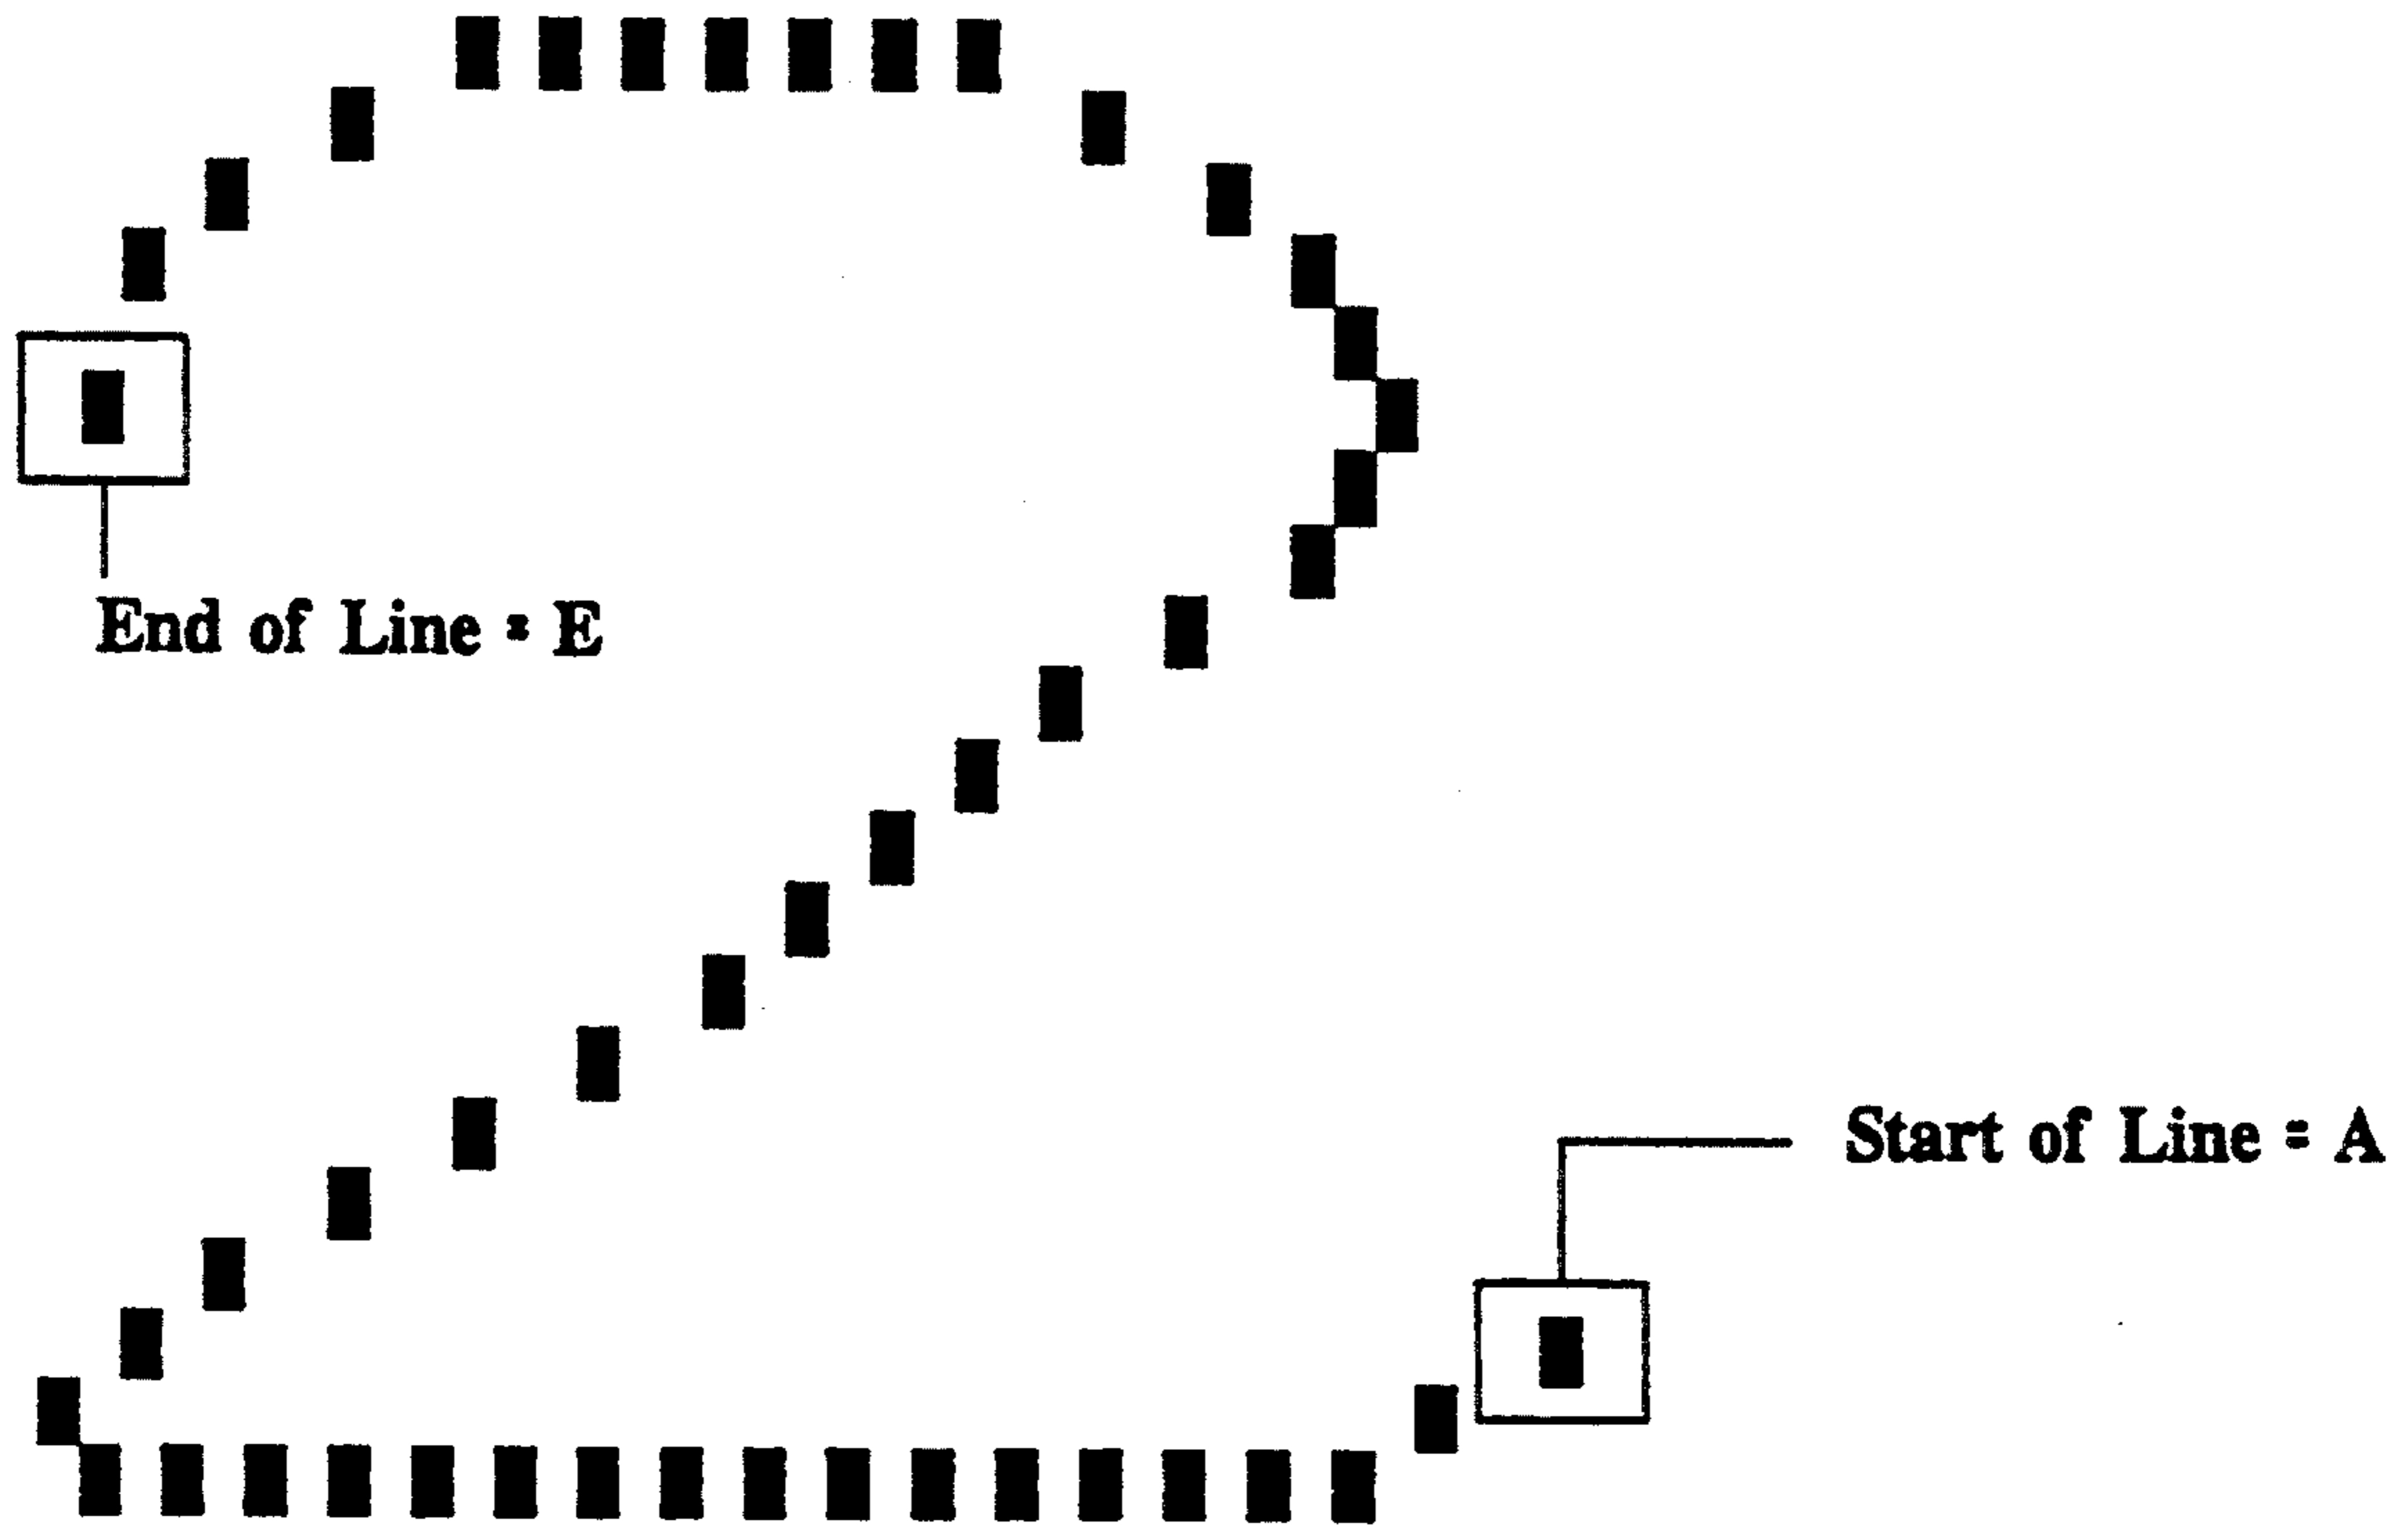 End of Line = E
Start of Line = A